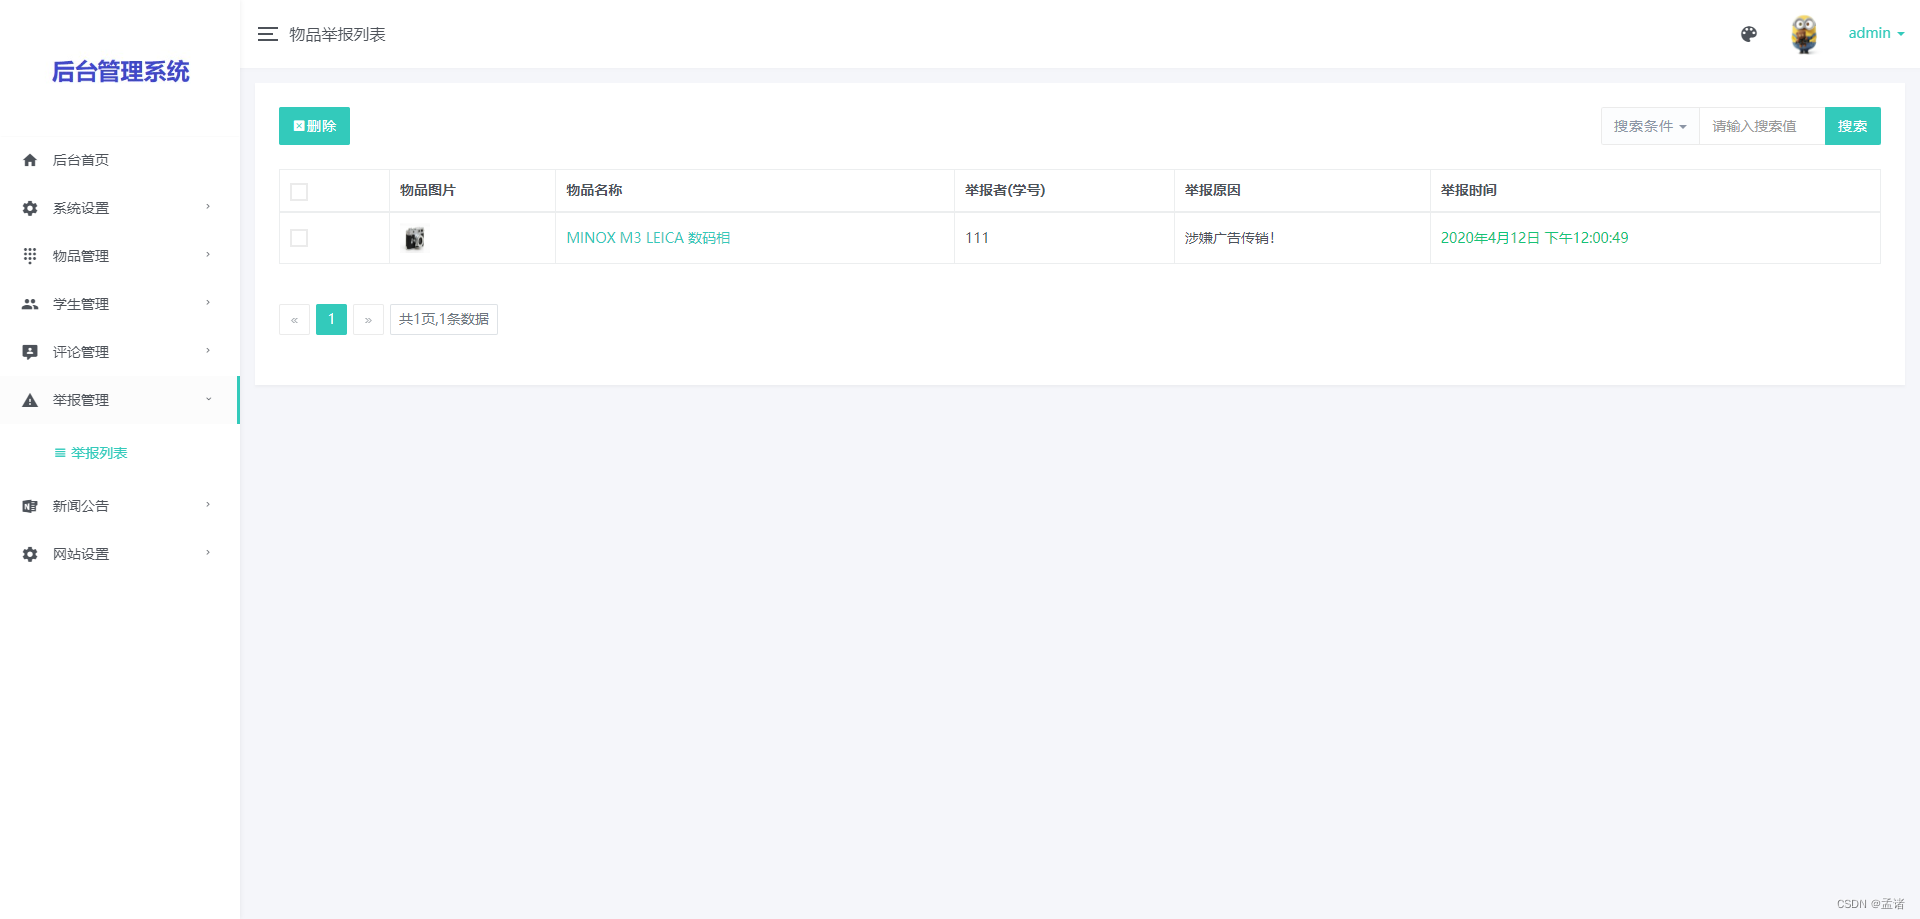 后台管理系统
后台首页
系统设置
物品管理
学生管理
评论管理
举报管理
举报列表
新闻公告
网站设置
物品举报列表
admin
删除
搜索条件
请输入搜索值
搜索
物品图片 物品名称 举报者(学号) 举报原因 举报时间
MINOX M3 LEICA 数码相 111 涉嫌广告传销！ 2020年4月12日 下午12:00:49
« 1 » 共1页,1条数据
CSDN @孟诸